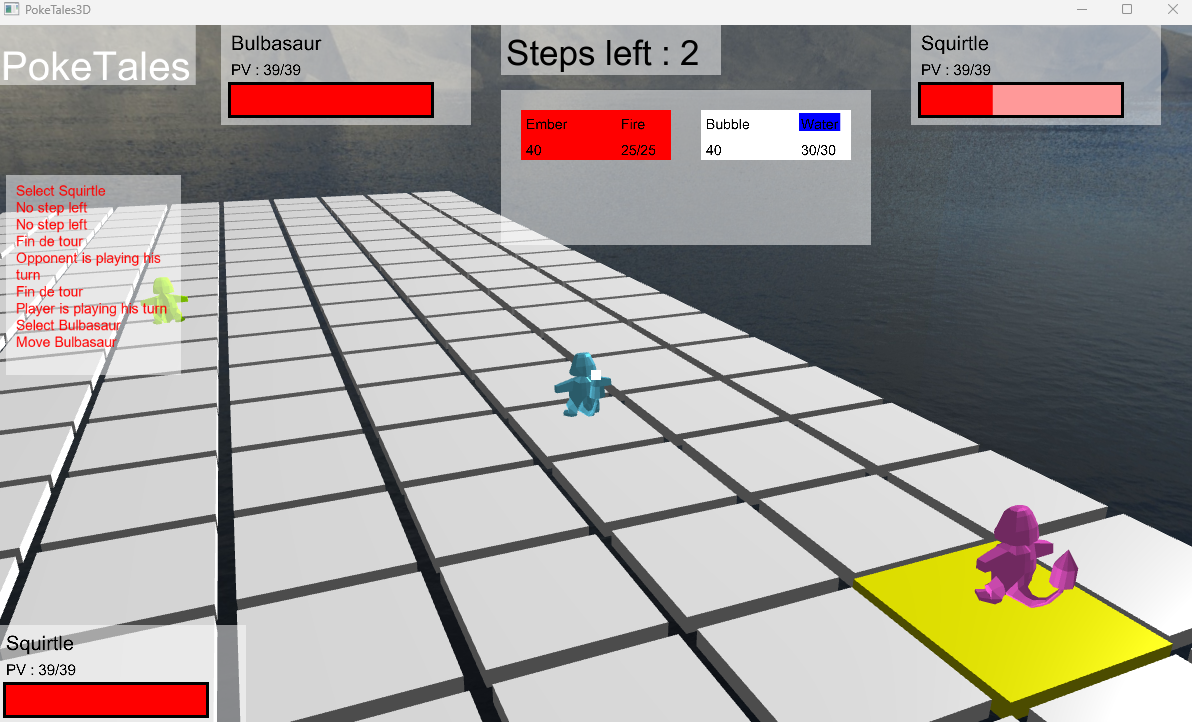 PokeTales3D
PokeTales
Bulbasaur
PV : 39/39
Steps left : 2
Ember Fire
40 25/25
Bubble Water
40 30/30
Squirtle
PV : 39/39
Select Squirtle
No step left
No step left
Fin de tour
Opponent is playing his
turn
Fin de tour
Player is playing his turn
Select Bulbasaur
Move Bulbasaur
Squirtle
PV : 39/39